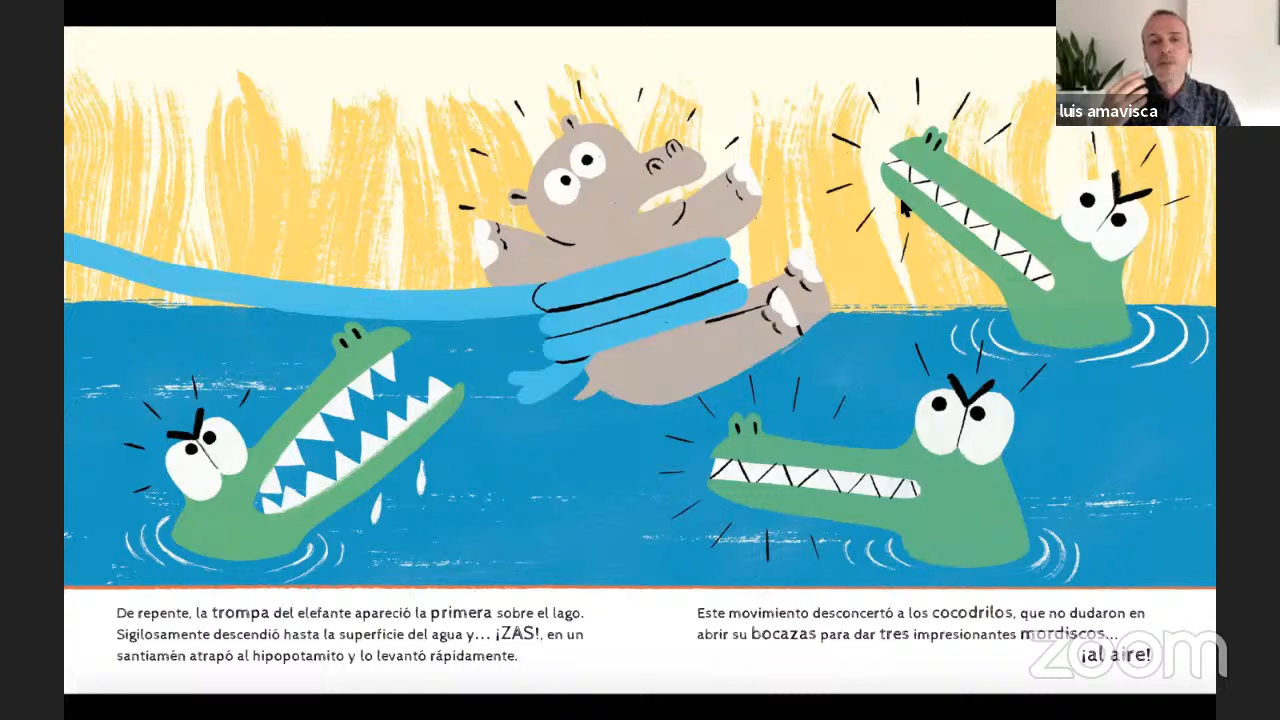 luis amavisca
De repente, la trompa del elefante apareció la primera sobre el lago.
Sigilosamente descendió hasta la superficie del agua y... ¡ZAS!, en un
santiamén atrapó al hipopotamito y lo levantó rápidamente.
Este movimiento desconcertó a los cocodrilos, que no dudaron en
abrir su bocazas para dar tres impresionantes mordiscos...
¡al aire!
zoom